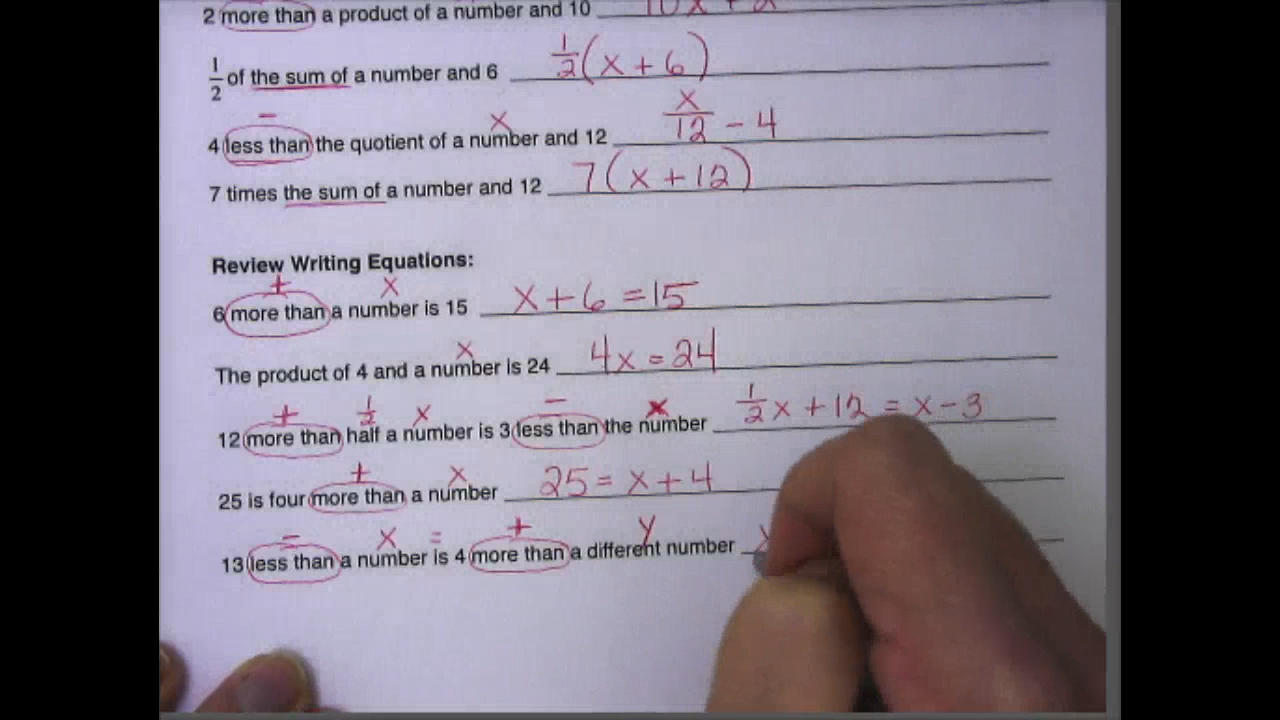 2 more than a product of a number and 10 10x + 2
1/2 of the sum of a number and 6 1/2(x + 6)
− x
4 less than the quotient of a number and 12 x/12 − 4
7 times the sum of a number and 12 7(x + 12)
Review Writing Equations:
+ x
6 more than a number is 15 x + 6 = 15
x
The product of 4 and a number is 24 4x = 24
+ 1/2 x − x
12 more than half a number is 3 less than the number 1/2x + 12 = x − 3
+ x
25 is four more than a number 25 = x + 4
− x = + y
13 less than a number is 4 more than a different number